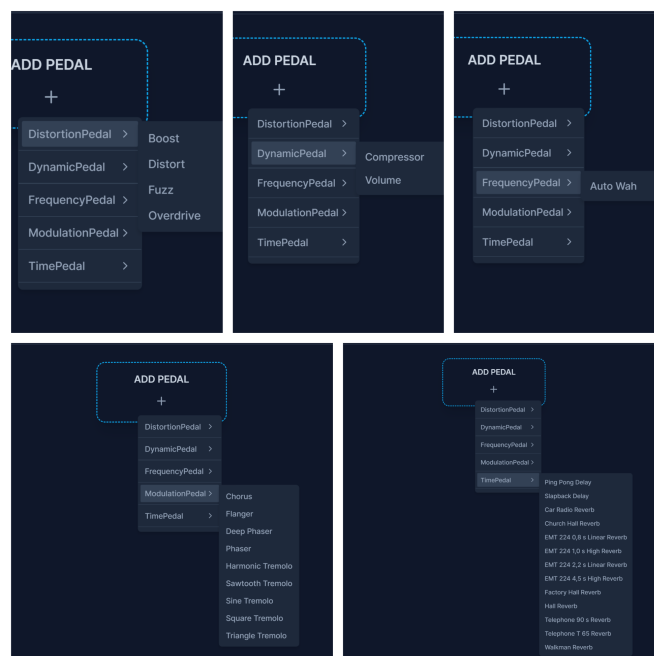 ADD PEDAL
+
DistortionPedal >
DynamicPedal >
FrequencyPedal >
ModulationPedal >
TimePedal >
Boost
Distort
Fuzz
Overdrive
ADD PEDAL
+
DistortionPedal >
DynamicPedal >
FrequencyPedal >
ModulationPedal >
TimePedal >
Compressor
Volume
ADD PEDAL
+
DistortionPedal >
DynamicPedal >
FrequencyPedal >
ModulationPedal >
TimePedal >
Auto Wah
ADD PEDAL
+
DistortionPedal >
DynamicPedal >
FrequencyPedal >
ModulationPedal >
TimePedal >
Chorus
Flanger
Deep Phaser
Phaser
Harmonic Tremolo
Sawtooth Tremolo
Sine Tremolo
Square Tremolo
Triangle Tremolo
ADD PEDAL
+
DistortionPedal >
DynamicPedal >
FrequencyPedal >
ModulationPedal >
TimePedal >
Ping Pong Delay
Slapback Delay
Car Radio Reverb
Church Hall Reverb
EMT 224 0,8 s Linear Reverb
EMT 224 1,0 s High Reverb
EMT 224 2,2 s Linear Reverb
EMT 224 4,5 s High Reverb
Factory Hall Reverb
Hall Reverb
Telephone 90 s Reverb
Telephone T 65 Reverb
Walkman Reverb